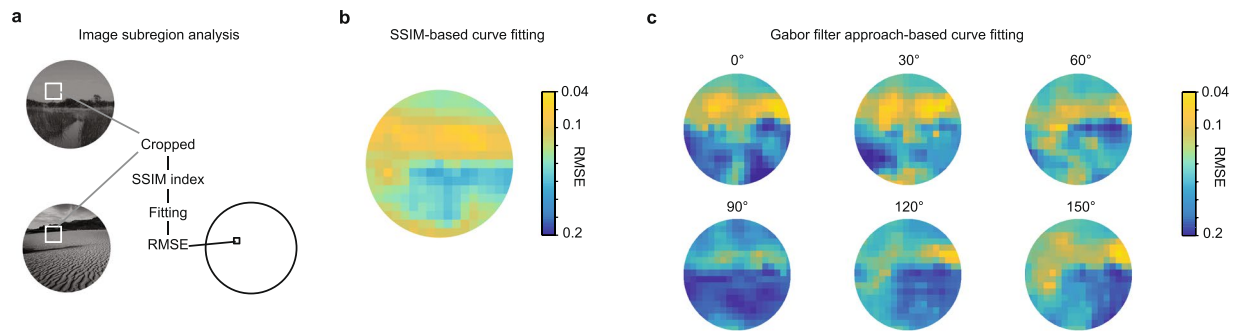 a
Image subregion analysis
Cropped
SSIM index
Fitting
RMSE
b
SSIM-based curve fitting
0.04
0.1
0.2
RMSE
c
Gabor filter approach-based curve fitting
0°
30°
60°
90°
120°
150°
0.04
0.1
0.2
RMSE